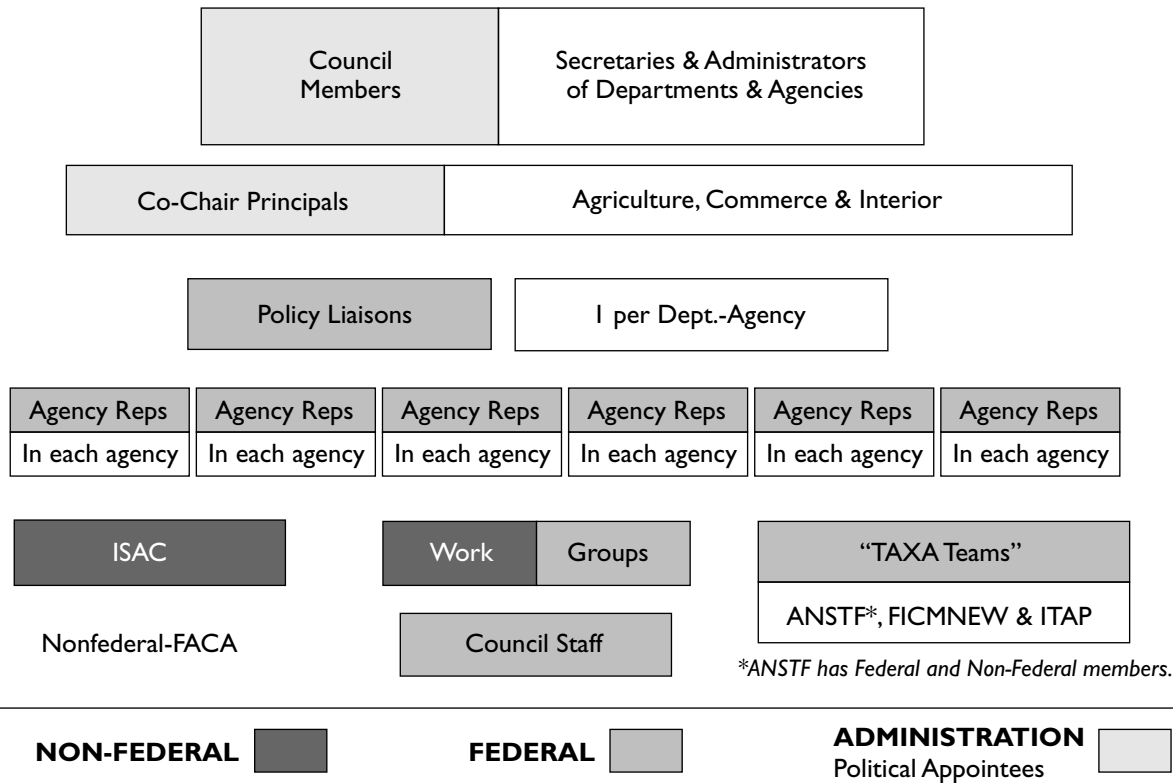 Council
Members
Secretaries & Administrators
of Departments & Agencies
Co-Chair Principals
Agriculture, Commerce & Interior
Policy Liaisons
1 per Dept.-Agency
Agency Reps
Agency Reps
Agency Reps
Agency Reps
Agency Reps
Agency Reps
In each agency
In each agency
In each agency
In each agency
In each agency
In each agency
ISAC
Work
Groups
“TAXA Teams”
ANSTF*, FICMNEW & ITAP
Nonfederal-FACA
Council Staff
*ANSTF has Federal and Non-Federal members.
NON-FEDERAL
FEDERAL
ADMINISTRATION
Political Appointees